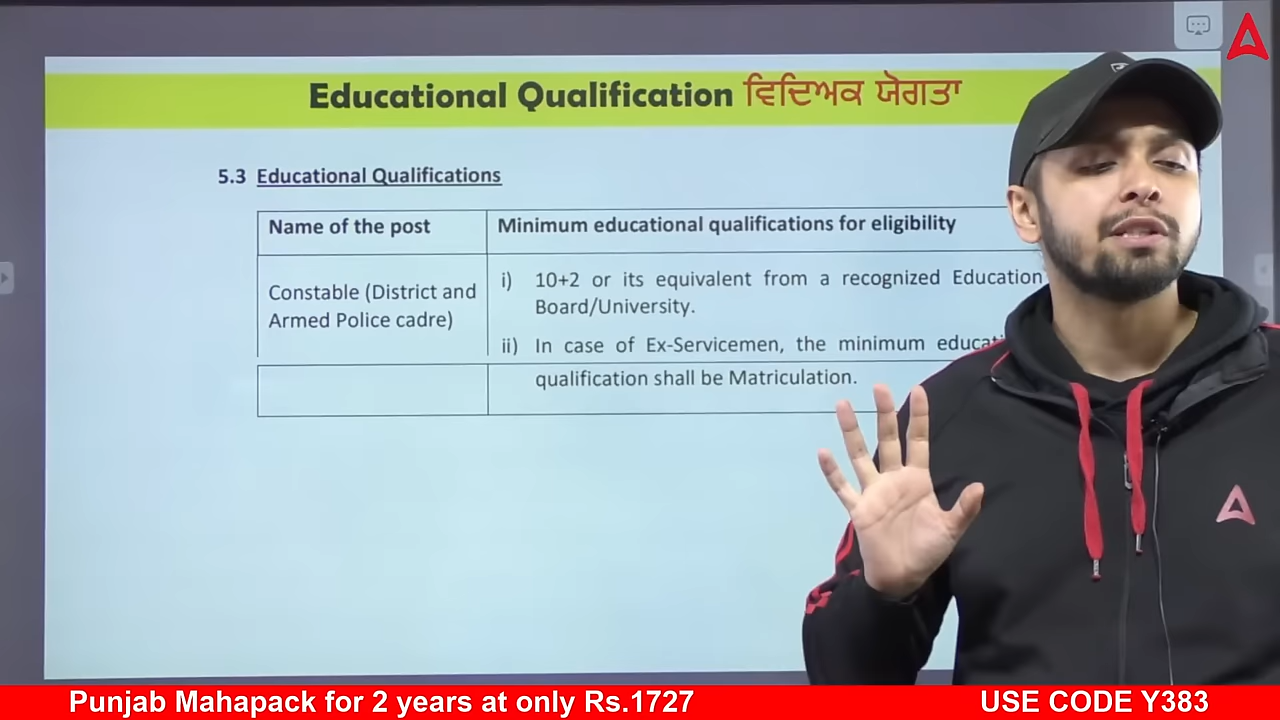 Educational Qualification ਵਿਦਿਅਕ ਯੋਗਤਾ
5.3 Educational Qualifications
Name of the post
Minimum educational qualifications for eligibility
Constable (District and
Armed Police cadre)
i) 10+2 or its equivalent from a recognized Education
Board/University.
ii) In case of Ex-Servicemen, the minimum
qualification shall be Matriculation.
Punjab Mahapack for 2 years at only Rs.1727
USE CODE Y383